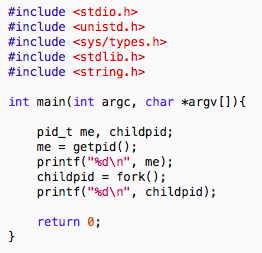 #include <stdio.h>
#include <unistd.h>
#include <sys/types.h>
#include <stdlib.h>
#include <string.h>

int main(int argc, char *argv[]){

    pid_t me, childpid;
    me = getpid();
    printf("%d\n", me);
    childpid = fork();
    printf("%d\n", childpid);

    return 0;
}